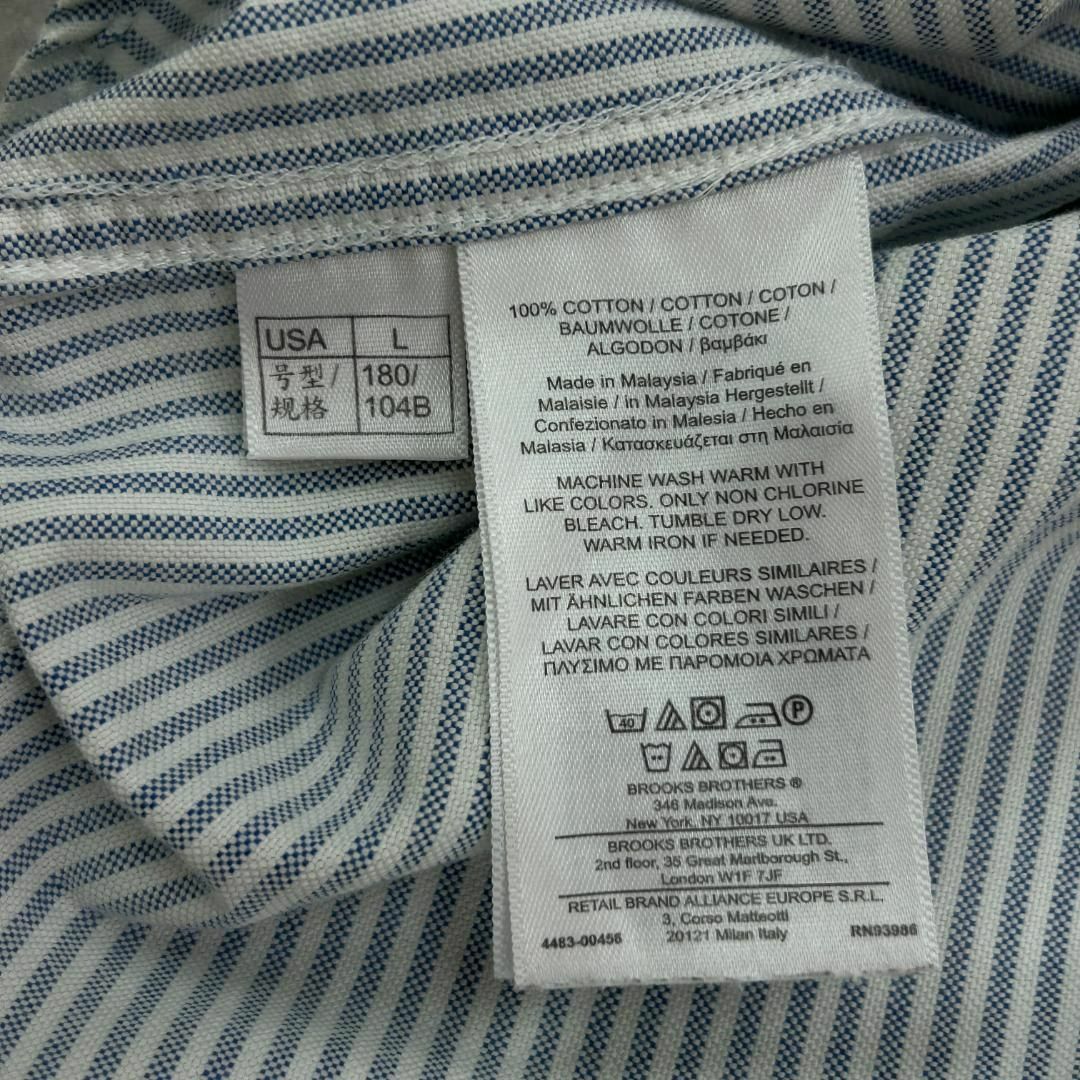 USA L
号型/ 180/
规格 104B
100% COTTON / COTTON / COTON /
BAUMWOLLE / COTONE /
ALGODON / βαμβάκι
Made in Malaysia / Fabriqué en
Malaisie / in Malaysia Hergestellt /
Confezionato in Malesia / Hecho en
Malasia / Κατασκευάζεται στη Μαλαισία
MACHINE WASH WARM WITH
LIKE COLORS. ONLY NON CHLORINE
BLEACH. TUMBLE DRY LOW.
WARM IRON IF NEEDED.
LAVER AVEC COULEURS SIMILAIRES /
MIT ÄHNLICHEN FARBEN WASCHEN /
LAVARE CON COLORI SIMILI /
LAVAR CON COLORES SIMILARES /
ΠΛΥΣΙΜΟ ΜΕ ΠΑΡΟΜΟΙΑ ΧΡΩΜΑΤΑ
40 P
BROOKS BROTHERS ®
346 Madison Ave.
New York, NY 10017 USA
BROOKS BROTHERS UK LTD.
2nd floor, 35 Great Marlborough St.,
London W1F 7JF
RETAIL BRAND ALLIANCE EUROPE S.R.L.
3, Corso Matteotti
4483-00456 20121 Milan Italy RN93986